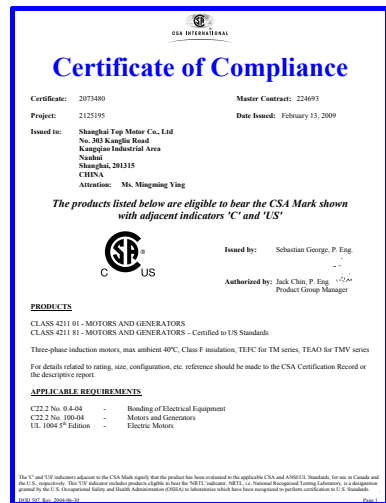 CSA INTERNATIONAL
Certificate of Compliance
Certificate: 2073480 Master Contract: 224693
Project: 2125195 Date Issued: February 13, 2009
Issued to: Shanghai Top Motor Co., Ltd
No. 303 Kangliu Road
Kangqiao Industrial Area
Nanhui
Shanghai, 201315
CHINA
Attention: Ms. Mingming Ying
The products listed below are eligible to bear the CSA Mark shown
with adjacent indicators 'C' and 'US'
CSA ®
C US
Issued by: Sebastian George, P. Eng.
Authorized by: Jack Chin, P. Eng.
Product Group Manager
PRODUCTS
CLASS 4211 01 - MOTORS AND GENERATORS
CLASS 4211 81 - MOTORS AND GENERATORS – Certified to US Standards
Three-phase induction motors, max ambient 40ºC, Class F insulation, TEFC for TM series, TEAO for TMV series
For details related to rating, size, configuration, etc. reference should be made to the CSA Certification Record or
the descriptive report.
APPLICABLE REQUIREMENTS
C22.2 No. 0.4-04 - Bonding of Electrical Equipment
C22.2 No. 100-04 - Motors and Generators
UL 1004 5th Edition - Electric Motors
The 'C' and 'US' indicators adjacent to the CSA Mark signify that the product has been evaluated to the applicable CSA and ANSI/UL Standards, for use in Canada and
the U.S., respectively. This 'US' indicator includes products eligible to bear the 'NRTL' indicator. NRTL, i.e. National Recognized Testing Laboratory, is a designation
granted by the U.S. Occupational Safety and Health Administration (OSHA) to laboratories which have been recognized to perform certification to U.S. Standards.
DQD 507 Rev. 2004-06-30 Page 1